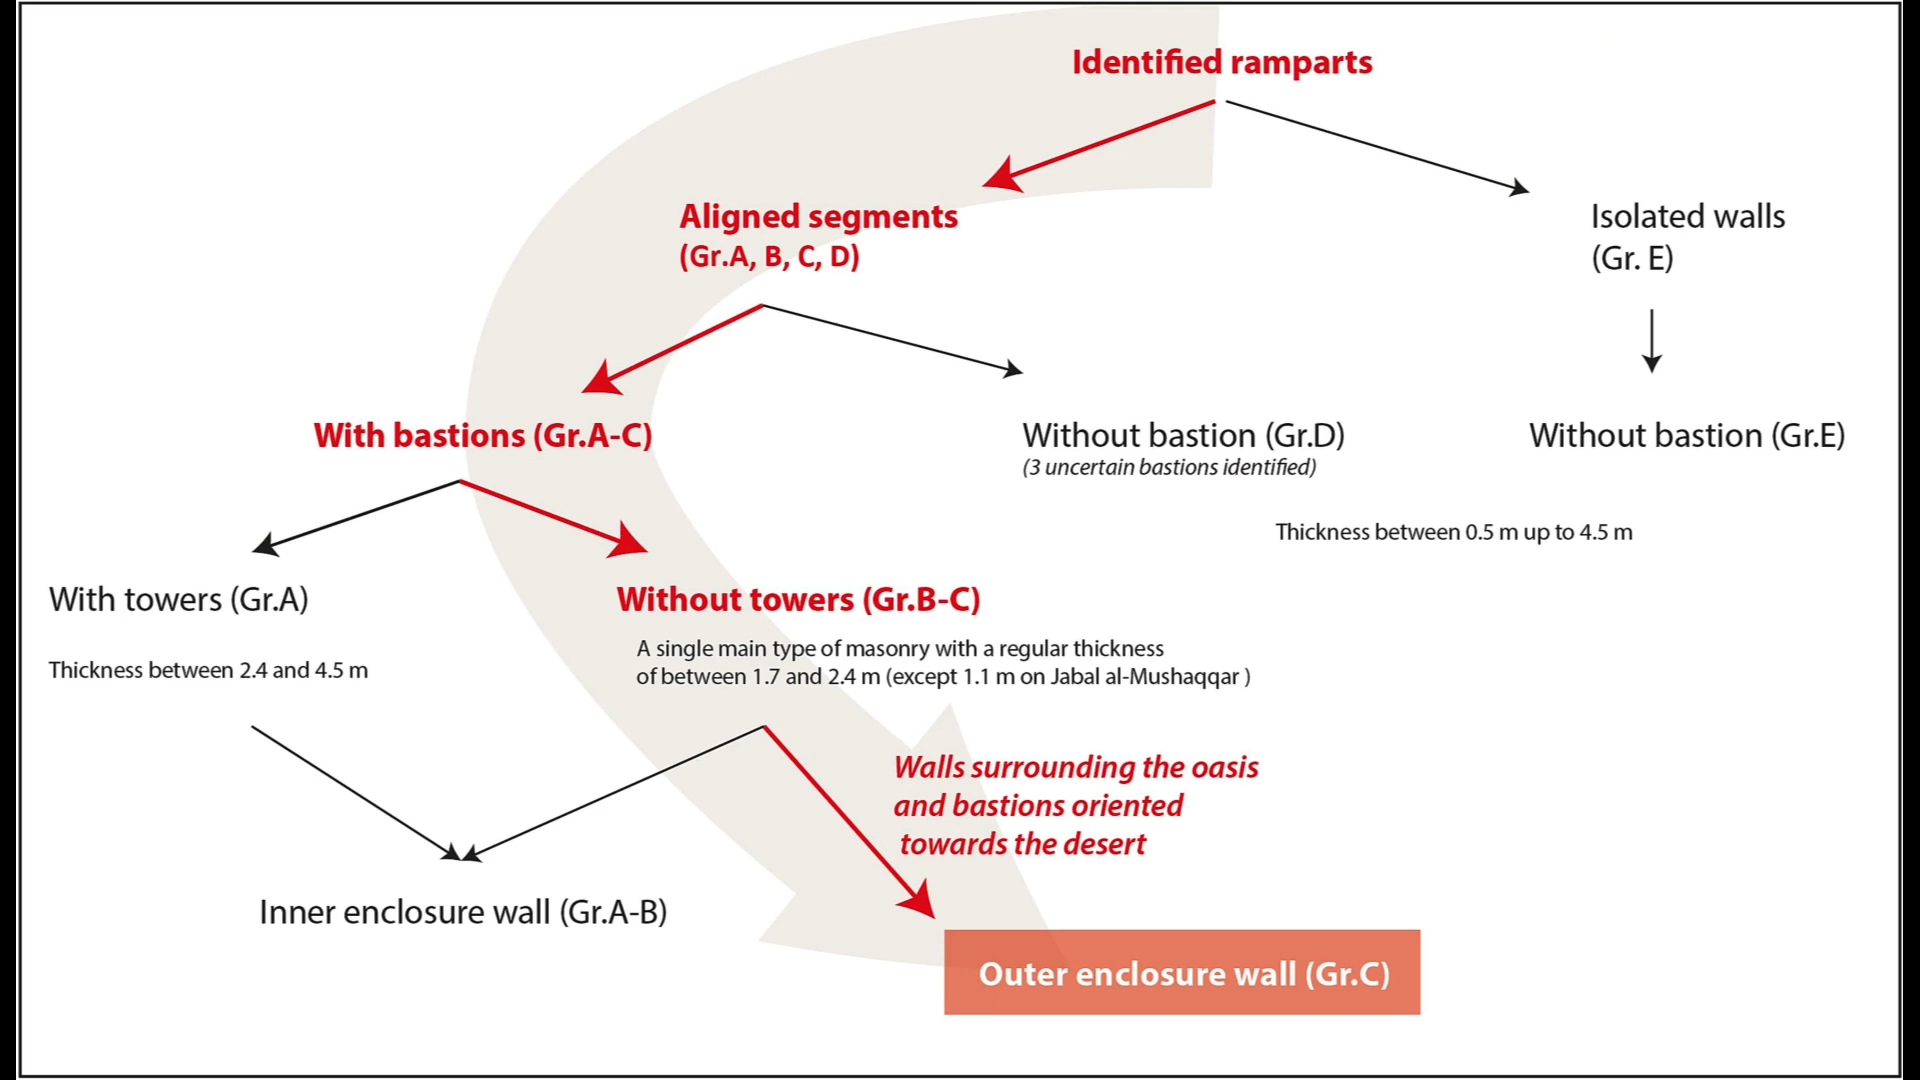 Identified ramparts
Aligned segments
(Gr.A, B, C, D)
Isolated walls
(Gr. E)
With bastions (Gr.A-C)
Without bastion (Gr.D)
(3 uncertain bastions identified)
Without bastion (Gr.E)
Thickness between 0.5 m up to 4.5 m
With towers (Gr.A)
Thickness between 2.4 and 4.5 m
Without towers (Gr.B-C)
A single main type of masonry with a regular thickness
of between 1.7 and 2.4 m (except 1.1 m on Jabal al-Mushaqqar )
Walls surrounding the oasis
and bastions oriented
towards the desert
Inner enclosure wall (Gr.A-B)
Outer enclosure wall (Gr.C)